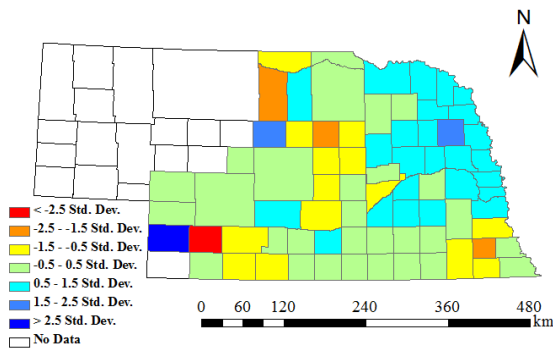 N
< -2.5 Std. Dev.
-2.5 - -1.5 Std. Dev.
-1.5 - -0.5 Std. Dev.
-0.5 - 0.5 Std. Dev.
0.5 - 1.5 Std. Dev.
1.5 - 2.5 Std. Dev.
> 2.5 Std. Dev.
No Data
0 60 120 240 360 480
km